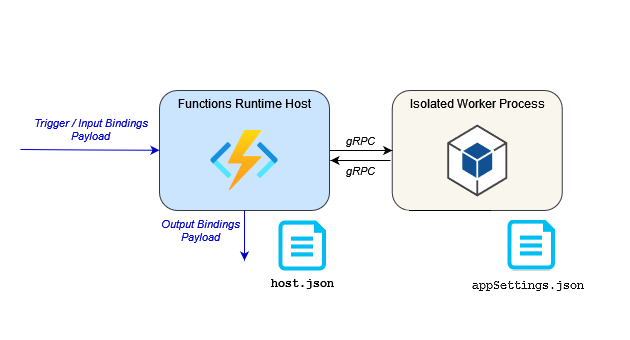 Functions Runtime Host
Isolated Worker Process
Trigger / Input Bindings
Payload
gRPC
gRPC
Output Bindings
Payload
host.json
appSettings.json